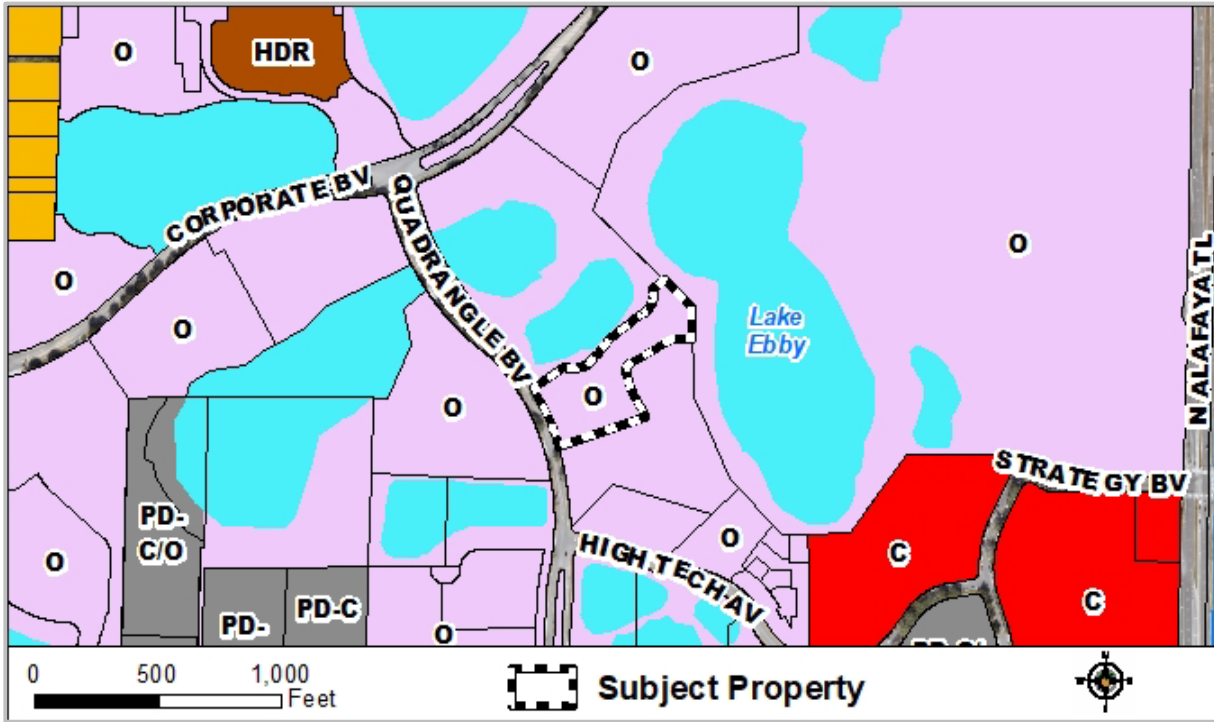 O
HDR
O
CORPORATE BV
QUADRANGLE BV
O
O
O
Lake
Ebby
N ALAFAYA TL
O
O
STRATEGY BV
PD-
C/O
O
HIGH TECH AV
O
C
C
PD-
PD-C
O
0 500 1,000
Feet
Subject Property